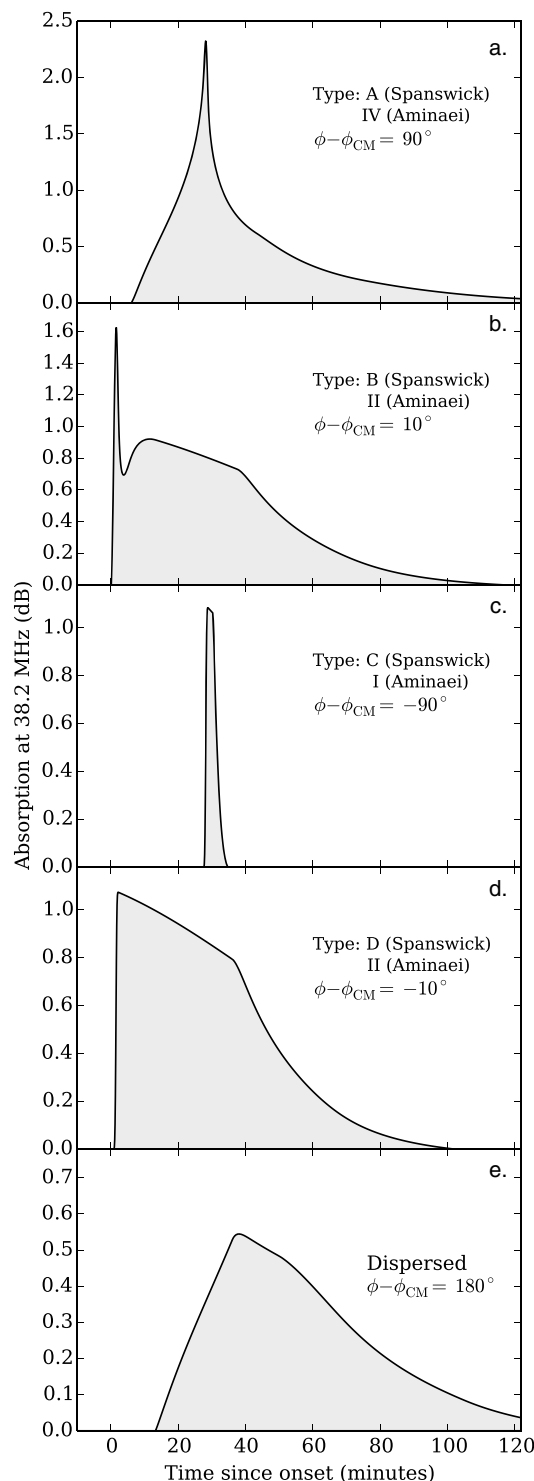 Absorption at 38.2 MHz (dB)
a.
2.5
2.0
1.5
1.0
0.5
0.0
Type: A (Spanswick)
IV (Aminaei)
ϕ−ϕCM = 90°
b.
1.6
1.4
1.2
1.0
0.8
0.6
0.4
0.2
0.0
Type: B (Spanswick)
II (Aminaei)
ϕ−ϕCM = 10°
c.
1.0
0.8
0.6
0.4
0.2
0.0
Type: C (Spanswick)
I (Aminaei)
ϕ−ϕCM = −90°
d.
1.0
0.8
0.6
0.4
0.2
0.0
Type: D (Spanswick)
II (Aminaei)
ϕ−ϕCM = −10°
e.
0.7
0.6
0.5
0.4
0.3
0.2
0.1
0.0
Dispersed
ϕ−ϕCM = 180°
0 20 40 60 80 100 120
Time since onset (minutes)